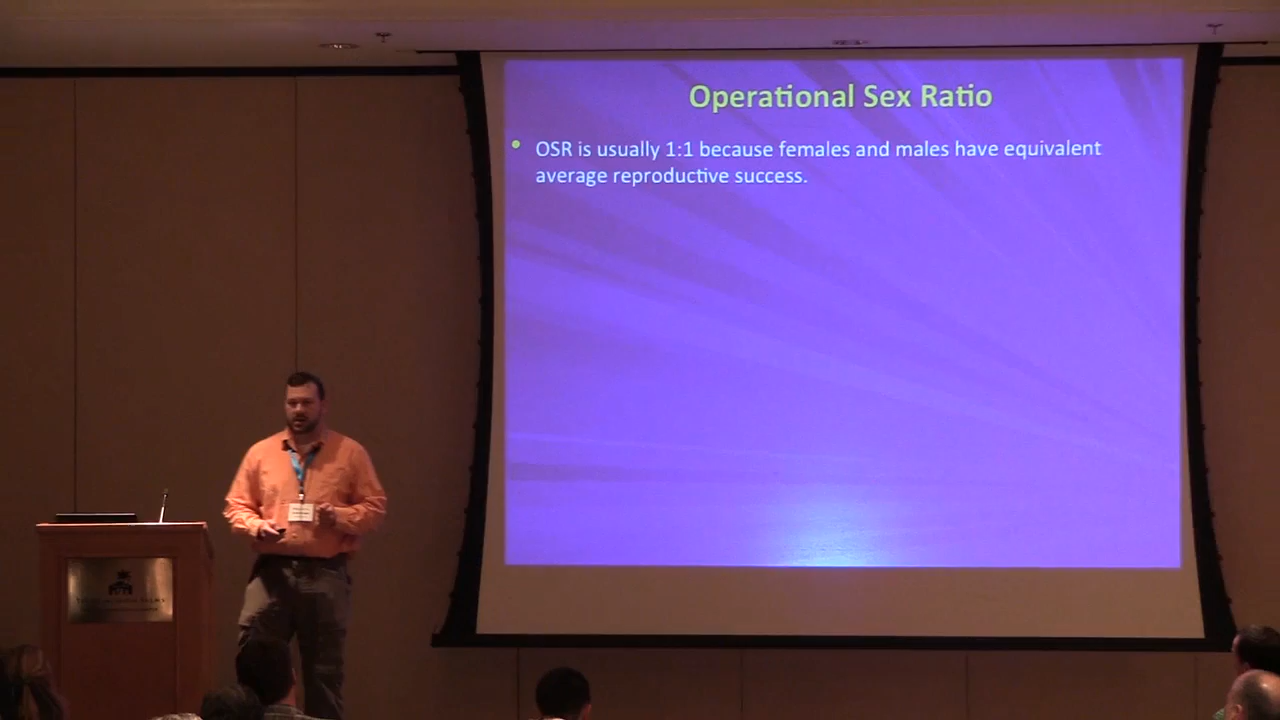 Operational Sex Ratio
• OSR is usually 1:1 because females and males have equivalent
average reproductive success.